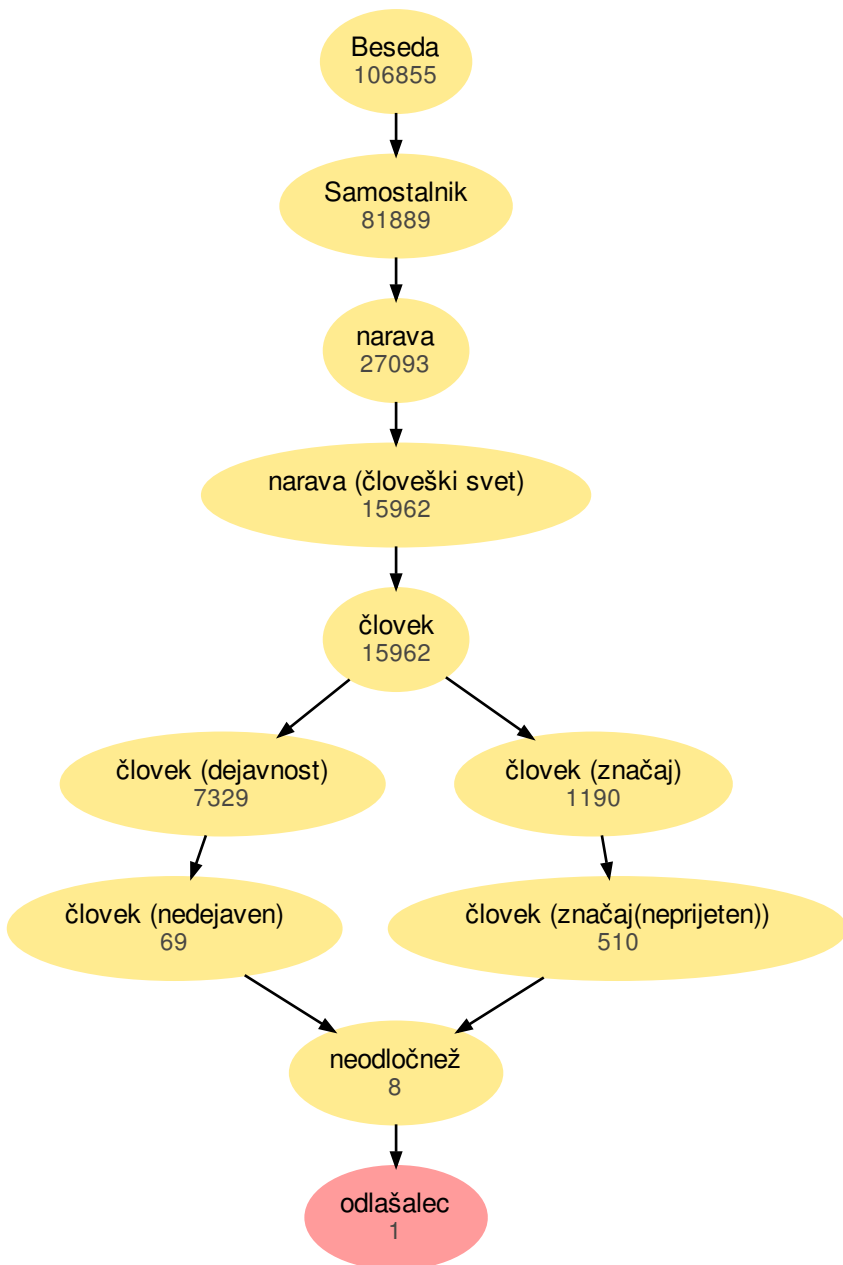 Beseda
106855
Samostalnik
81889
narava
27093
narava (človeški svet)
15962
človek
15962
človek (dejavnost)
7329
človek (značaj)
1190
človek (nedejaven)
69
človek (značaj(neprijeten))
510
neodločnež
8
odlašalec
1